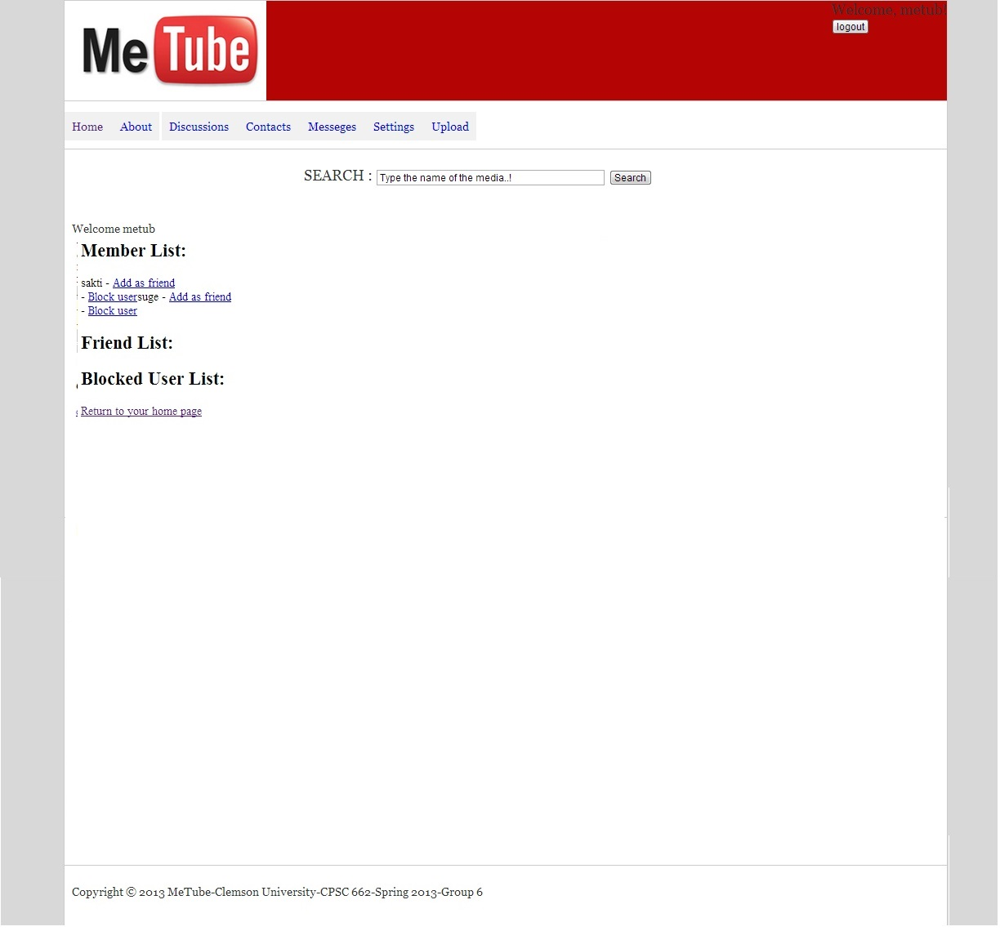 MeTube
Welcome, metub!
logout
Home About Discussions Contacts Messeges Settings Upload
SEARCH : Type the name of the media..! Search
Welcome metub
Member List:
sakti - Add as friend
- Block usersuge - Add as friend
- Block user
Friend List:
Blocked User List:
Return to your home page
Copyright © 2013 MeTube-Clemson University-CPSC 662-Spring 2013-Group 6